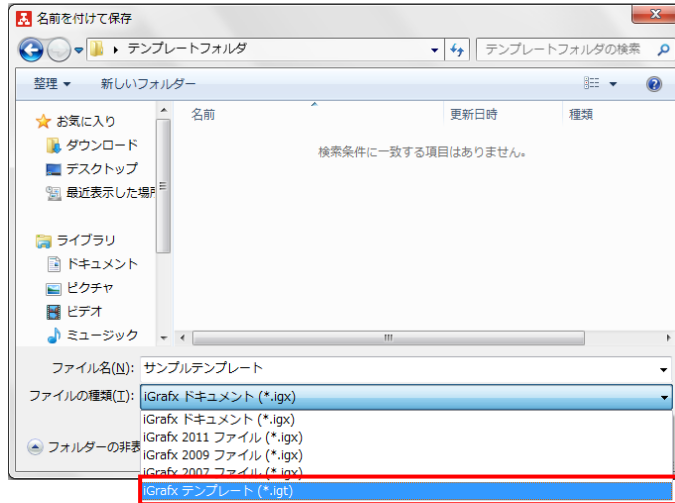 名前を付けて保存
テンプレートフォルダ
テンプレートフォルダの検索
整理 新しいフォルダー
名前 更新日時 種類
検索条件に一致する項目はありません。
お気に入り
ダウンロード
デスクトップ
最近表示した場所
ライブラリ
ドキュメント
ピクチャ
ビデオ
ミュージック
ファイル名(N): サンプルテンプレート
ファイルの種類(T): iGrafx ドキュメント (*.igx)
iGrafx ドキュメント (*.igx)
iGrafx 2011 ファイル (*.igx)
iGrafx 2009 ファイル (*.igx)
iGrafx 2007 ファイル (*.igx)
iGrafx テンプレート (*.igt)
フォルダーの非表